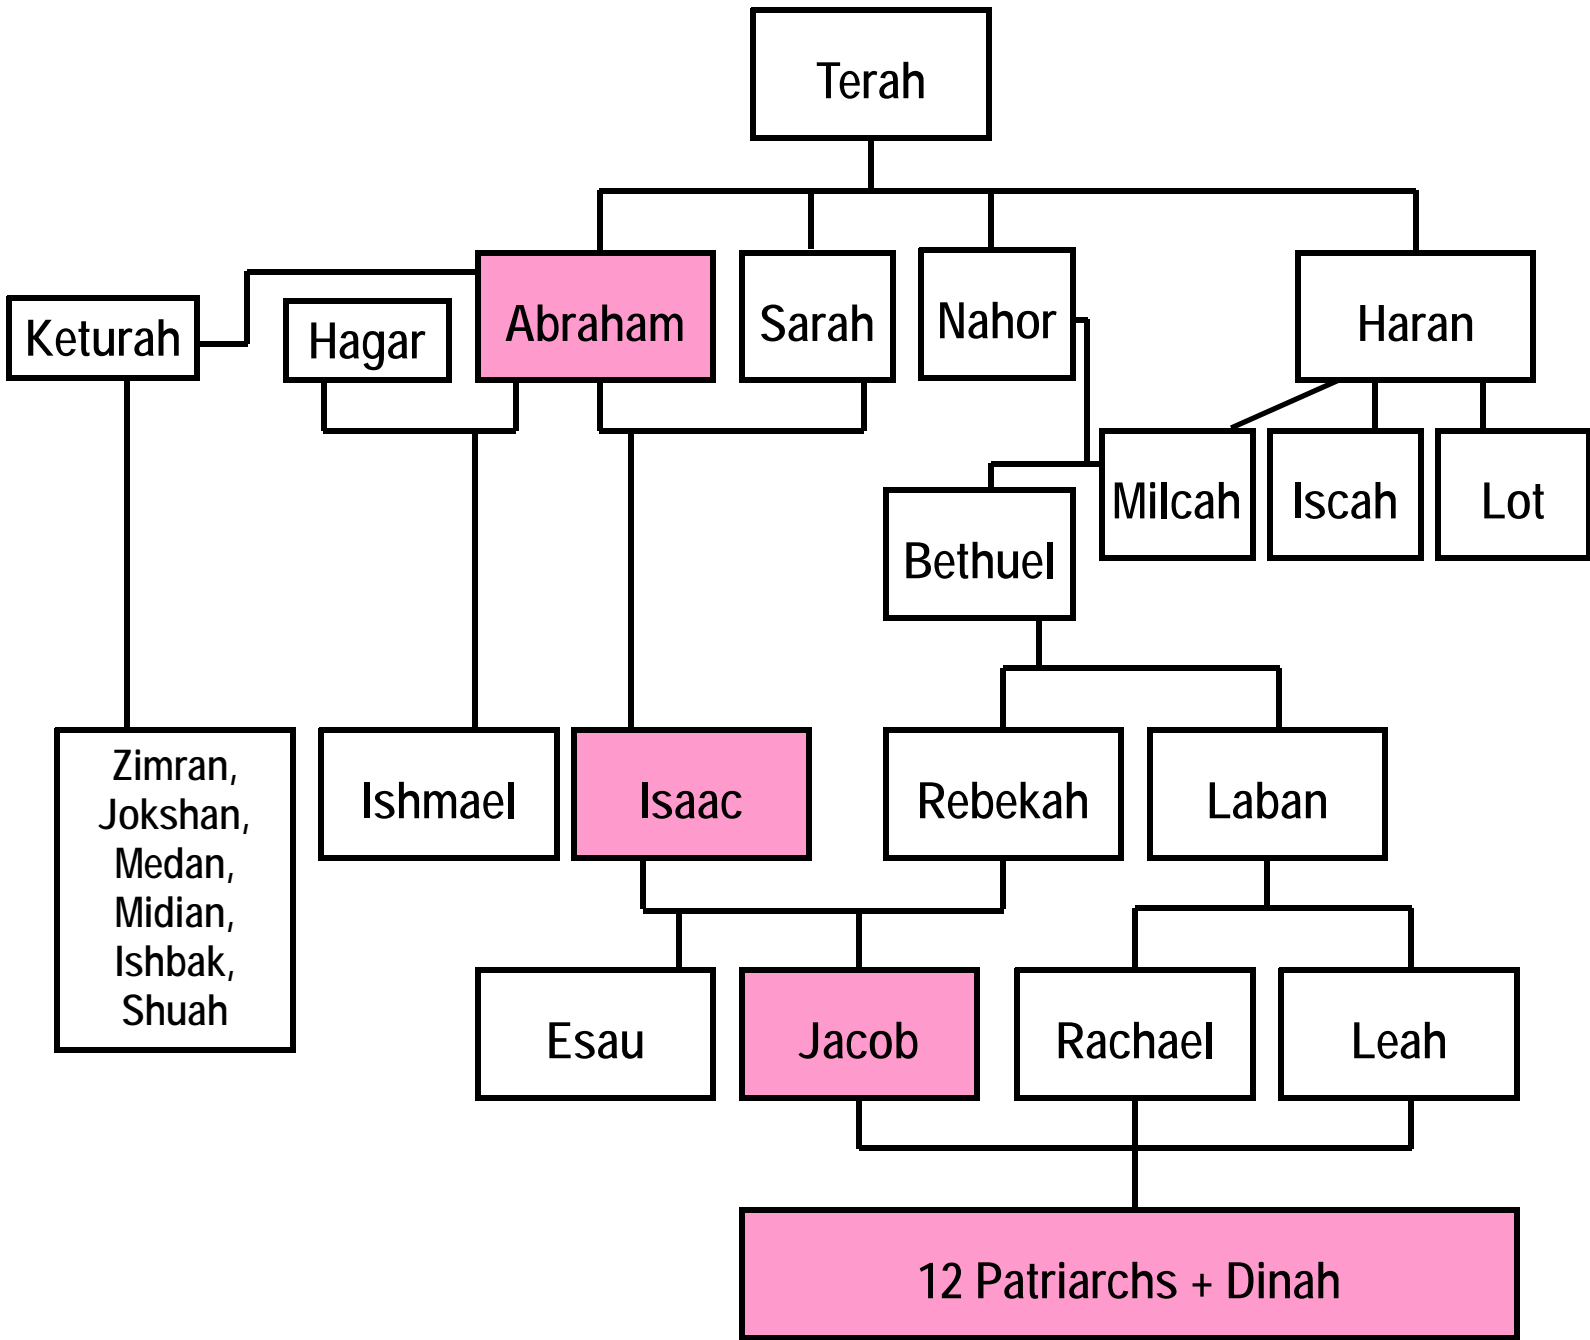 Terah
Keturah
Hagar
Abraham
Sarah
Nahor
Haran
Milcah
Iscah
Lot
Bethuel
Zimran,
Jokshan,
Medan,
Midian,
Ishbak,
Shuah
Ishmael
Isaac
Rebekah
Laban
Esau
Jacob
Rachael
Leah
12 Patriarchs + Dinah